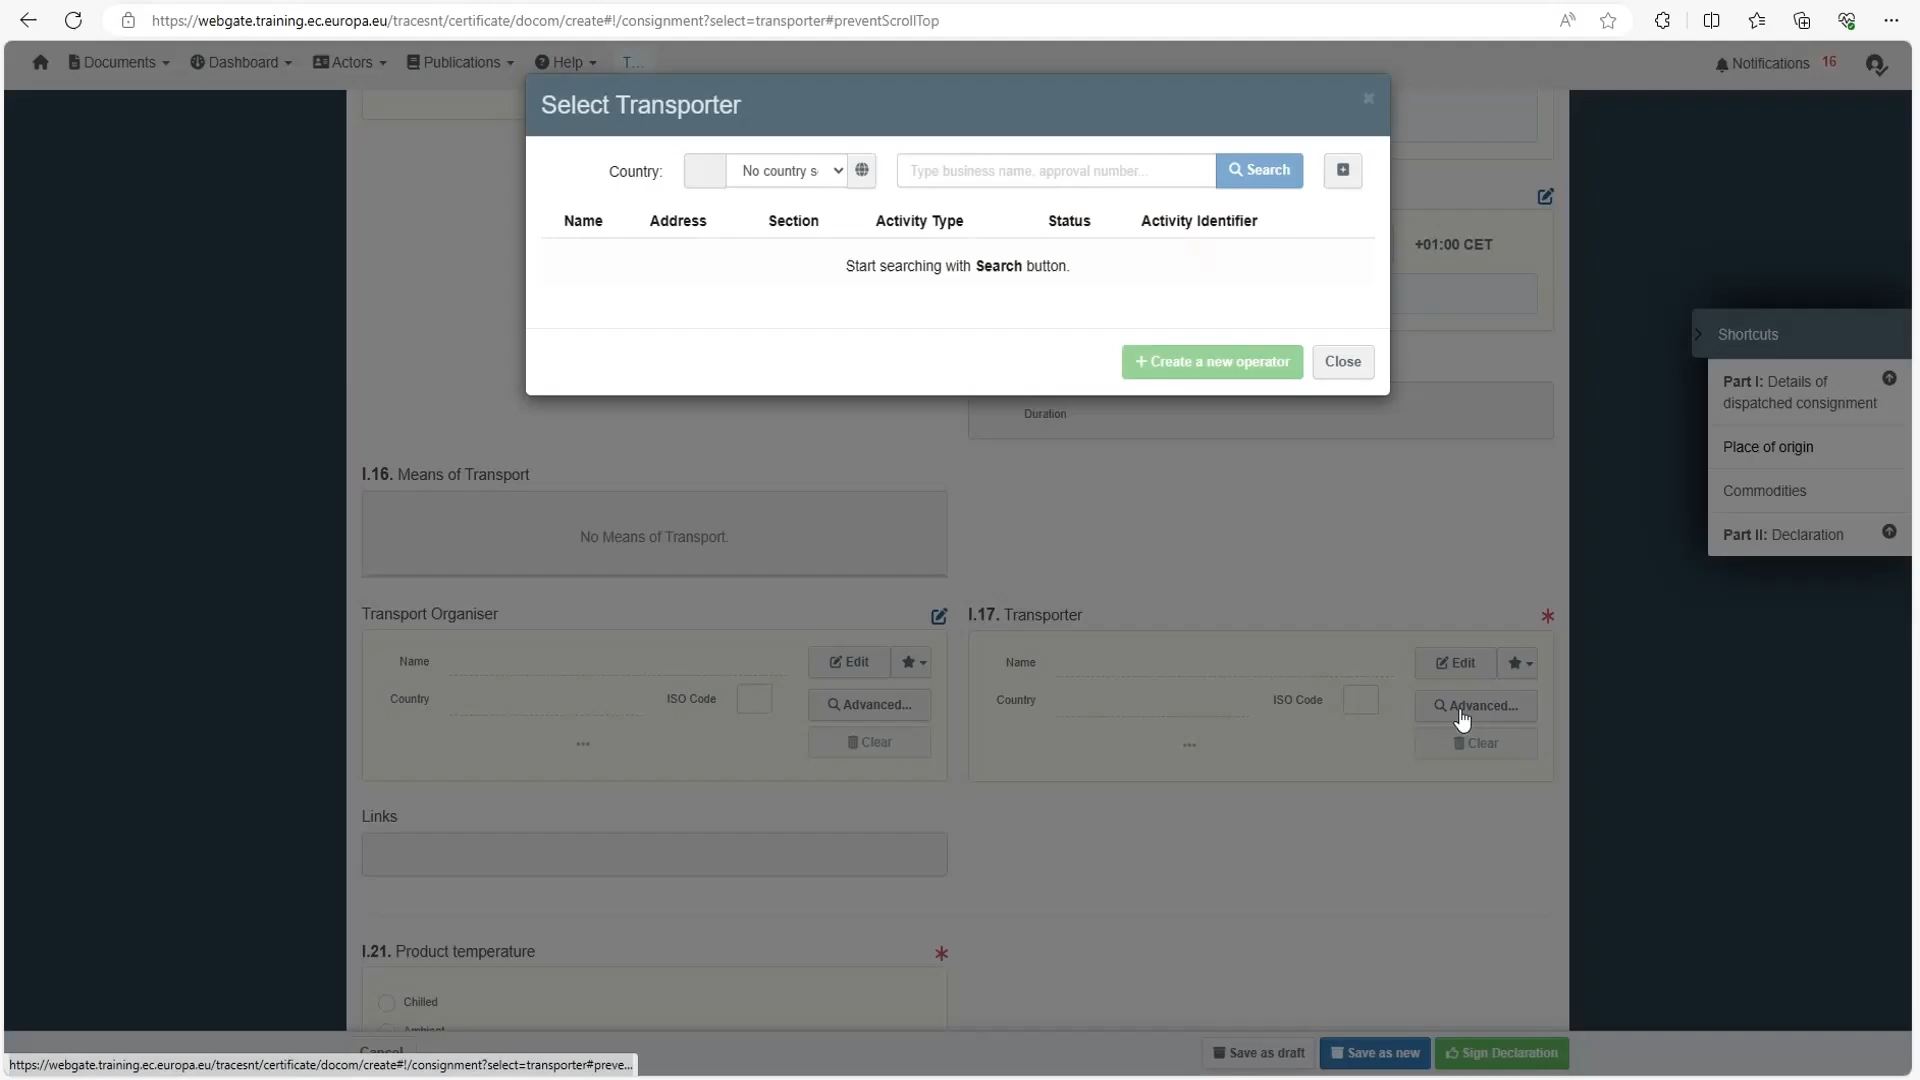 https://webgate.training.ec.europa.eu/tracesnt/certificate/docom/create#!/consignment?select=transporter#preventScrollTop
Documents Dashboard Actors Publications Help T... Notifications 16
Select Transporter
Country: No country s Type business name, approval number... Search
Name Address Section Activity Type Status Activity Identifier
Start searching with Search button.
+ Create a new operator Close
+01:00 CET
Duration
Shortcuts
Part I: Details of
dispatched consignment
Place of origin
Commodities
Part II: Declaration
I.16. Means of Transport
No Means of Transport.
Transport Organiser
Name Edit
Country ISO Code Advanced...
... Clear
I.17. Transporter *
Name Edit
Country ISO Code Advanced...
... Clear
Links
I.21. Product temperature *
Chilled
Ambient
Cancel Save as draft Save as new Sign Declaration
https://webgate.training.ec.europa.eu/tracesnt/certificate/docom/create#!/consignment?select=transporter#preve...